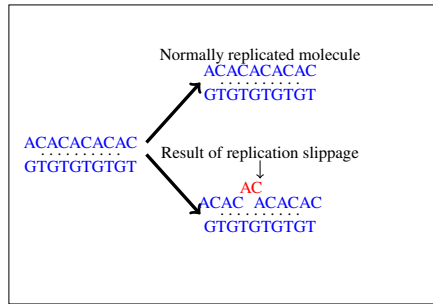 Normally replicated molecule
ACACACACAC
GTGTGTGTGT
ACACACACAC
GTGTGTGTGT
Result of replication slippage
AC
ACAC ACACAC
GTGTGTGTGT